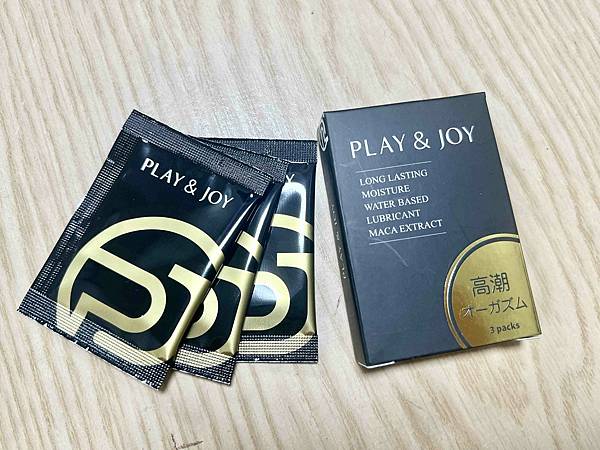 PLAY & JOY
PLAY & JOY
LONG LASTING
MOISTURE
WATER BASED
LUBRICANT
MACA EXTRACT
高潮
オーガズム
3 packs